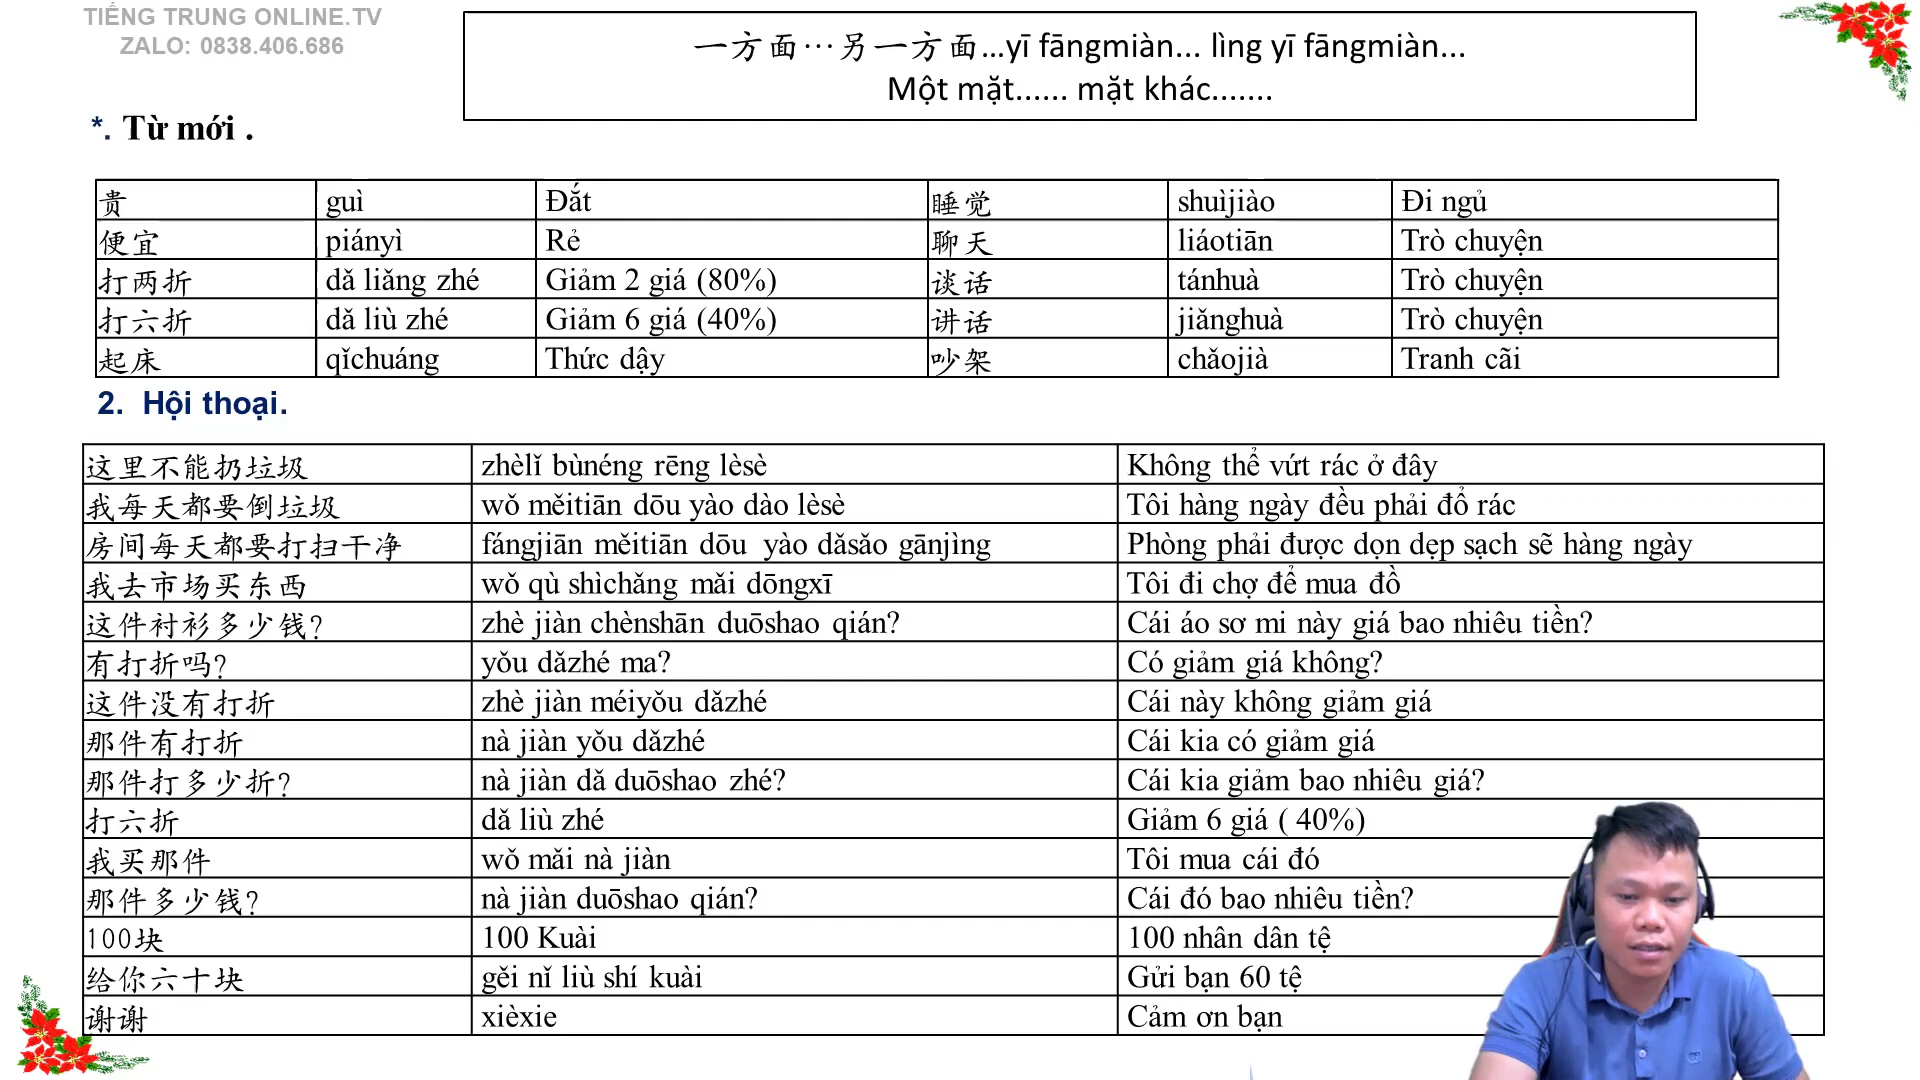 TIẾNG TRUNG ONLINE.TV
ZALO: 0838.406.686
一方面…另一方面…yī fāngmiàn... lìng yī fāngmiàn...
Một mặt...... mặt khác.......
*. Từ mới .
贵 guì Đắt 睡觉 shuìjiào Đi ngủ
便宜 piányì Rẻ 聊天 liáotiān Trò chuyện
打两折 dǎ liǎng zhé Giảm 2 giá (80%) 谈话 tánhuà Trò chuyện
打六折 dǎ liù zhé Giảm 6 giá (40%) 讲话 jiǎnghuà Trò chuyện
起床 qǐchuáng Thức dậy 吵架 chǎojià Tranh cãi
2. Hội thoại.
这里不能扔垃圾 zhèlǐ bùnéng rēng lèsè Không thể vứt rác ở đây
我每天都要倒垃圾 wǒ měitiān dōu yào dào lèsè Tôi hàng ngày đều phải đổ rác
房间每天都要打扫干净 fángjiān měitiān dōu yào dǎsǎo gānjìng Phòng phải được dọn dẹp sạch sẽ hàng ngày
我去市场买东西 wǒ qù shìchǎng mǎi dōngxī Tôi đi chợ để mua đồ
这件衬衫多少钱? zhè jiàn chènshān duōshao qián? Cái áo sơ mi này giá bao nhiêu tiền?
有打折吗? yǒu dǎzhé ma? Có giảm giá không?
这件没有打折 zhè jiàn méiyǒu dǎzhé Cái này không giảm giá
那件有打折 nà jiàn yǒu dǎzhé Cái kia có giảm giá
那件打多少折? nà jiàn dǎ duōshao zhé? Cái kia giảm bao nhiêu giá?
打六折 dǎ liù zhé Giảm 6 giá ( 40%)
我买那件 wǒ mǎi nà jiàn Tôi mua cái đó
那件多少钱? nà jiàn duōshao qián? Cái đó bao nhiêu tiền?
100块 100 Kuài 100 nhân dân tệ
给你六十块 gěi nǐ liù shí kuài Gửi bạn 60 tệ
谢谢 xièxie Cảm ơn bạn